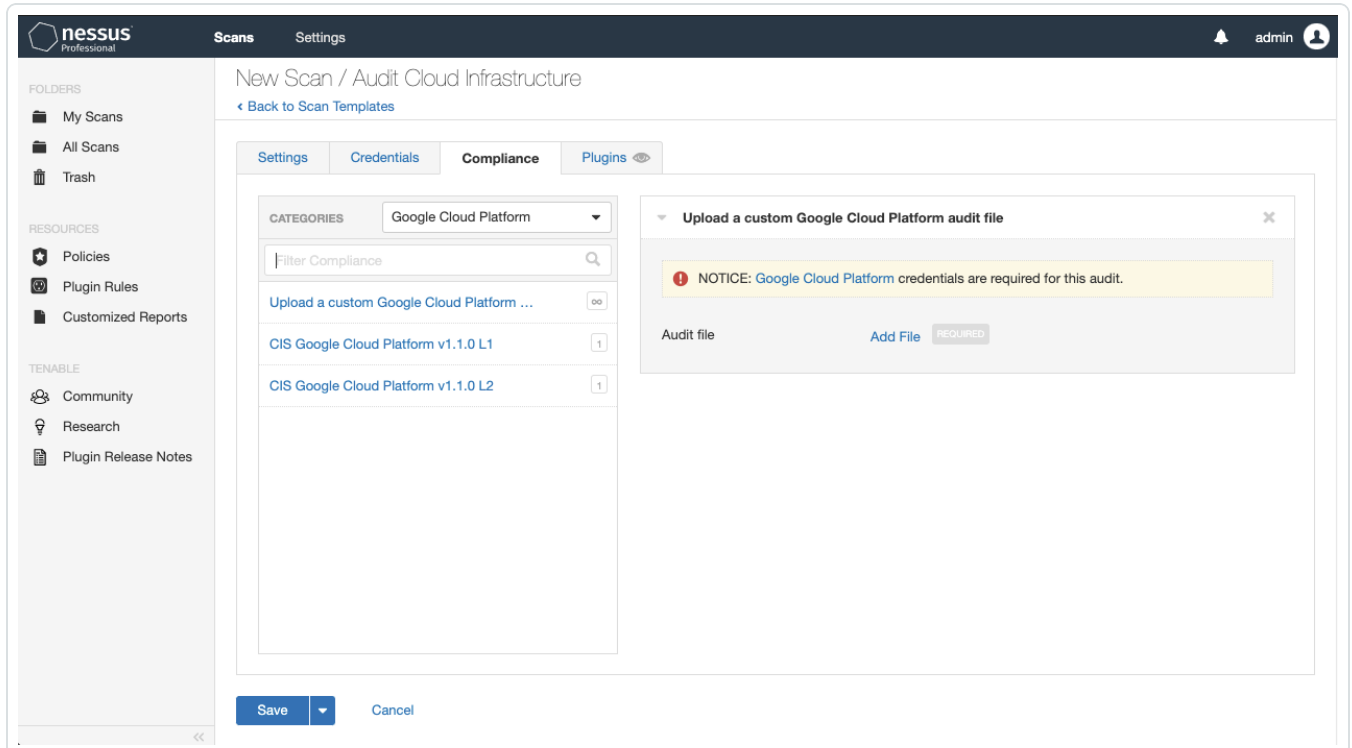 nessus
Professional
Scans
Settings
admin
FOLDERS
My Scans
All Scans
Trash
RESOURCES
Policies
Plugin Rules
Customized Reports
TENABLE
Community
Research
Plugin Release Notes
New Scan / Audit Cloud Infrastructure
Back to Scan Templates
Settings
Credentials
Compliance
Plugins
CATEGORIES
Google Cloud Platform
Filter Compliance
Upload a custom Google Cloud Platform … ∞
CIS Google Cloud Platform v1.1.0 L1 1
CIS Google Cloud Platform v1.1.0 L2 1
Upload a custom Google Cloud Platform audit file
NOTICE: Google Cloud Platform credentials are required for this audit.
Audit file
Add File
REQUIRED
Save
Cancel